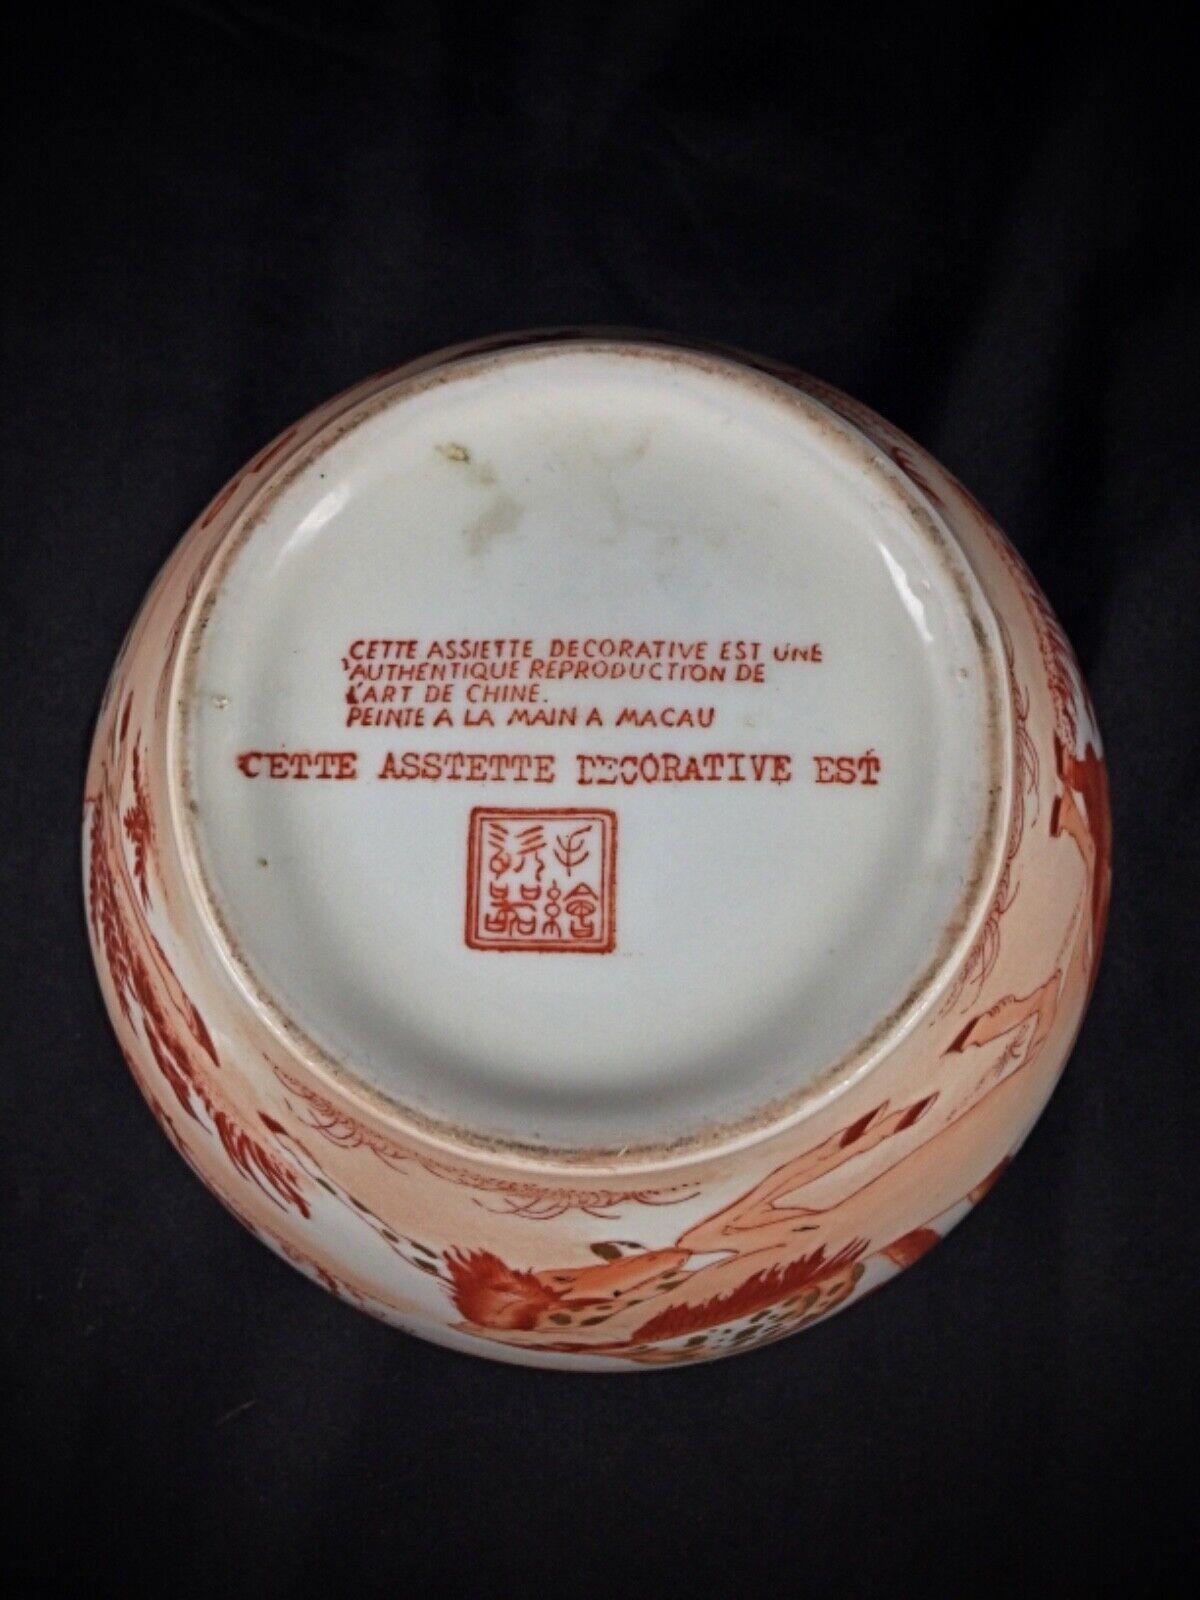 CETTE ASSIETTE DECORATIVE EST UNE
AUTHENTIQUE REPRODUCTION DE
L'ART DE CHINE.
PEINTE A LA MAIN A MACAU
CETTE ASSTETTE DECORATIVE EST